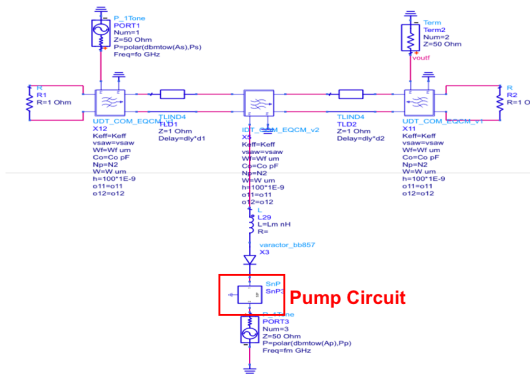 P_1Tone
PORT1
Num=1
Z=50 Ohm
P=polar(dbmtow(As),Ps)
Freq=fo GHz
Term
Term2
Num=2
Z=50 Ohm
voutf
R
R1
R=1 Ohm
UDT_COM_EQCM_v1
X12
Keff=Keff
vsaw=vsaw
Wf=Wf um
Co=Co pF
Np=N2
W=W um
h=100*1E-9
o11=o11
o12=o12
TLIND4
TLD1
Z=1 Ohm
Delay=dly*d1
IDT_COM_EQCM_v2
X5
Keff=Keff
vsaw=vsaw
Wf=Wf um
Co=Co pF
Np=N2
W=W um
h=100*1E-9
o11=o11
o12=o12
TLIND4
TLD2
Z=1 Ohm
Delay=dly*d2
UDT_COM_EQCM_v1
X11
Keff=Keff
vsaw=vsaw
Wf=Wf um
Co=Co pF
Np=N2
W=W um
h=100*1E-9
o11=o11
o12=o12
R
R2
R=1 O
L
L29
L=Lm nH
R=
varactor_bb857
X3
SnP
SnP3
Pump Circuit
P_1Tone
PORT3
Num=3
Z=50 Ohm
P=polar(dbmtow(Ap),Pp)
Freq=fm GHz